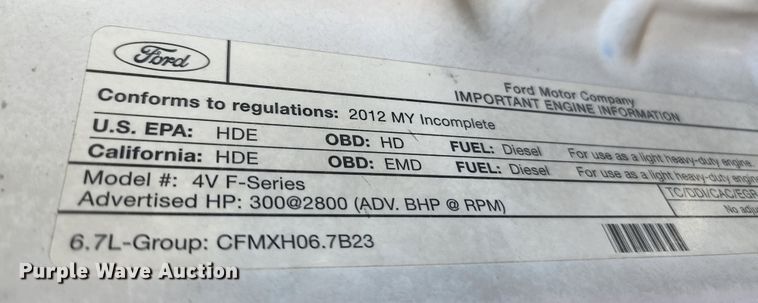 Ford
Ford Motor Company
IMPORTANT ENGINE INFORMATION
Conforms to regulations: 2012 MY Incomplete
U.S. EPA: HDE OBD: HD FUEL: Diesel For use as a light heavy-duty engine.
California: HDE OBD: EMD FUEL: Diesel For use as a light heavy-duty engine.
Model #: 4V F-Series
TC/DDI/CAC/EGR
Advertised HP: 300@2800 (ADV. BHP @ RPM)
No
6.7L-Group: CFMXH06.7B23
Purple Wave Auction